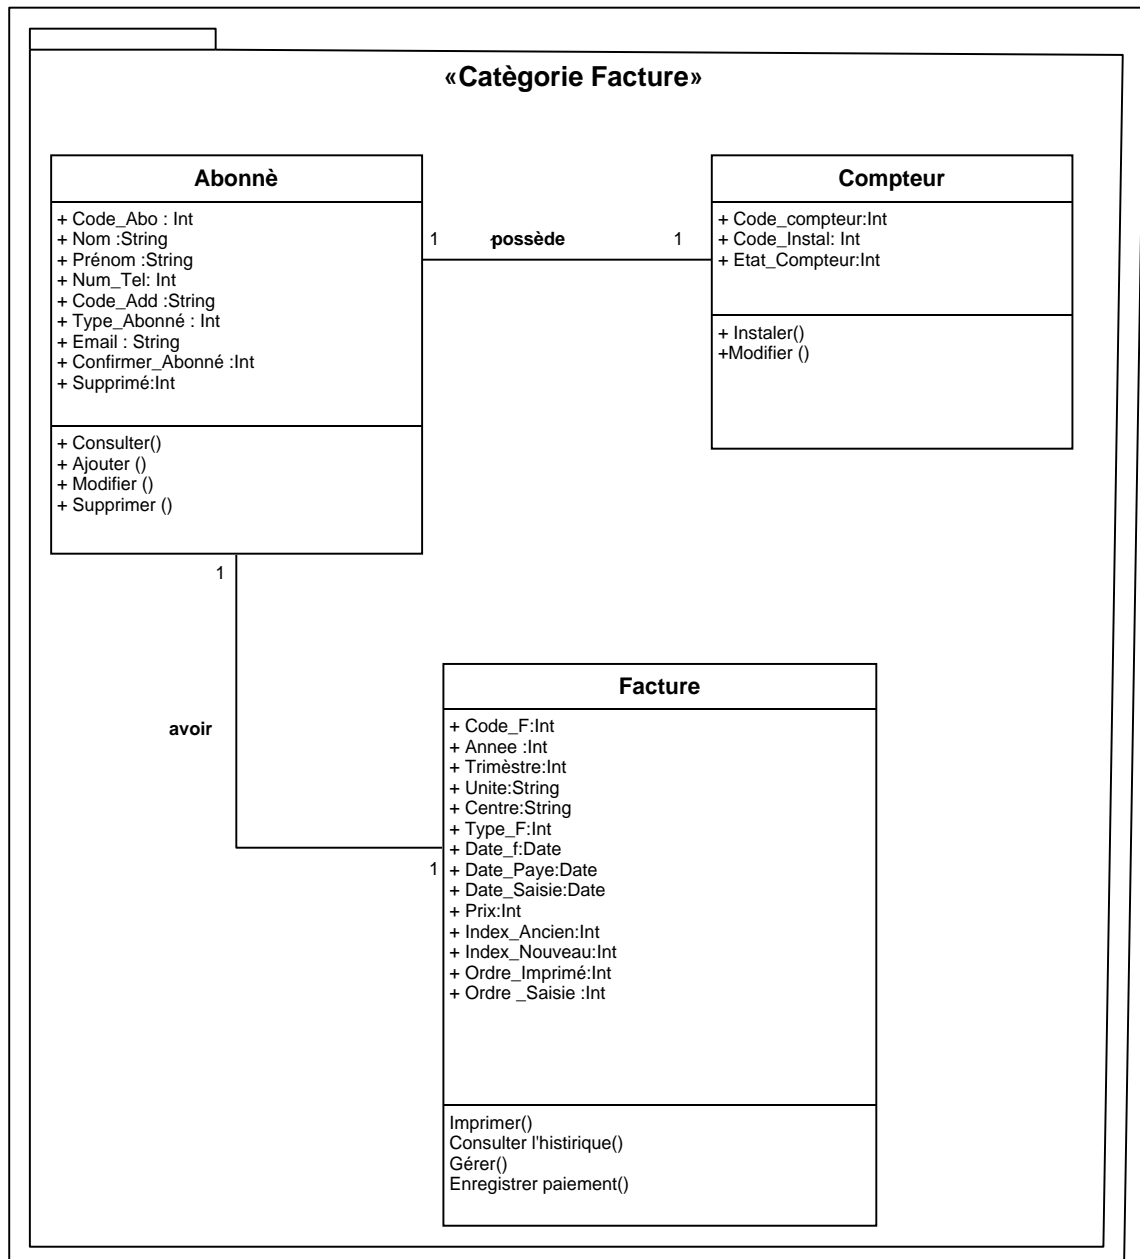 «Catègorie Facture»
Abonnè
+ Code_Abo : Int
+ Nom :String
+ Prénom :String
+ Num_Tel: Int
+ Code_Add :String
+ Type_Abonné : Int
+ Email : String
+ Confirmer_Abonné :Int
+ Supprimé:Int
+ Consulter()
+ Ajouter ()
+ Modifier ()
+ Supprimer ()
1 possède 1
Compteur
+ Code_compteur:Int
+ Code_Instal: Int
+ Etat_Compteur:Int
+ Instaler()
+Modifier ()
1
avoir
1
Facture
+ Code_F:Int
+ Annee :Int
+ Trimèstre:Int
+ Unite:String
+ Centre:String
+ Type_F:Int
+ Date_f:Date
+ Date_Paye:Date
+ Date_Saisie:Date
+ Prix:Int
+ Index_Ancien:Int
+ Index_Nouveau:Int
+ Ordre_Imprimé:Int
+ Ordre _Saisie :Int
Imprimer()
Consulter l'histirique()
Gérer()
Enregistrer paiement()